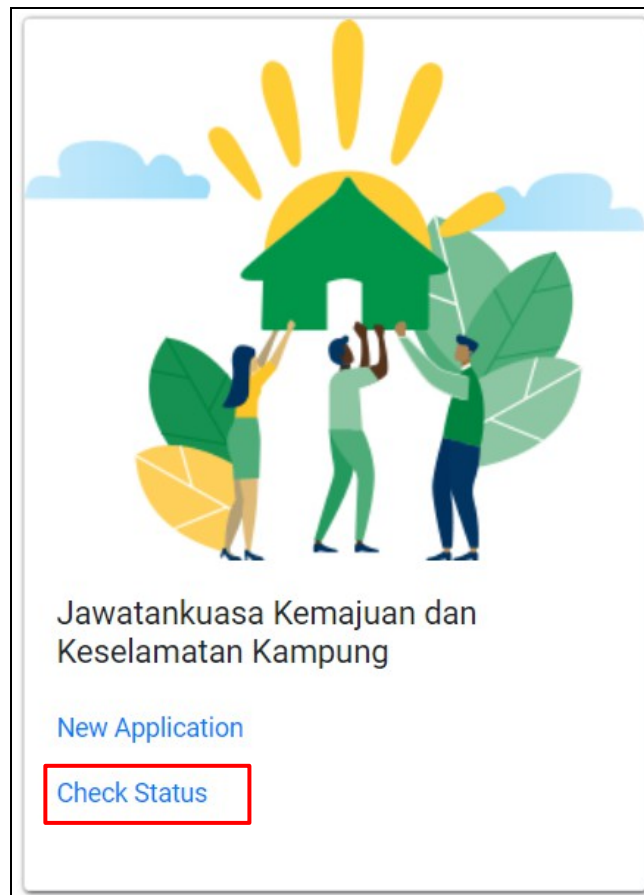 Jawatankuasa Kemajuan dan
Keselamatan Kampung
New Application
Check Status